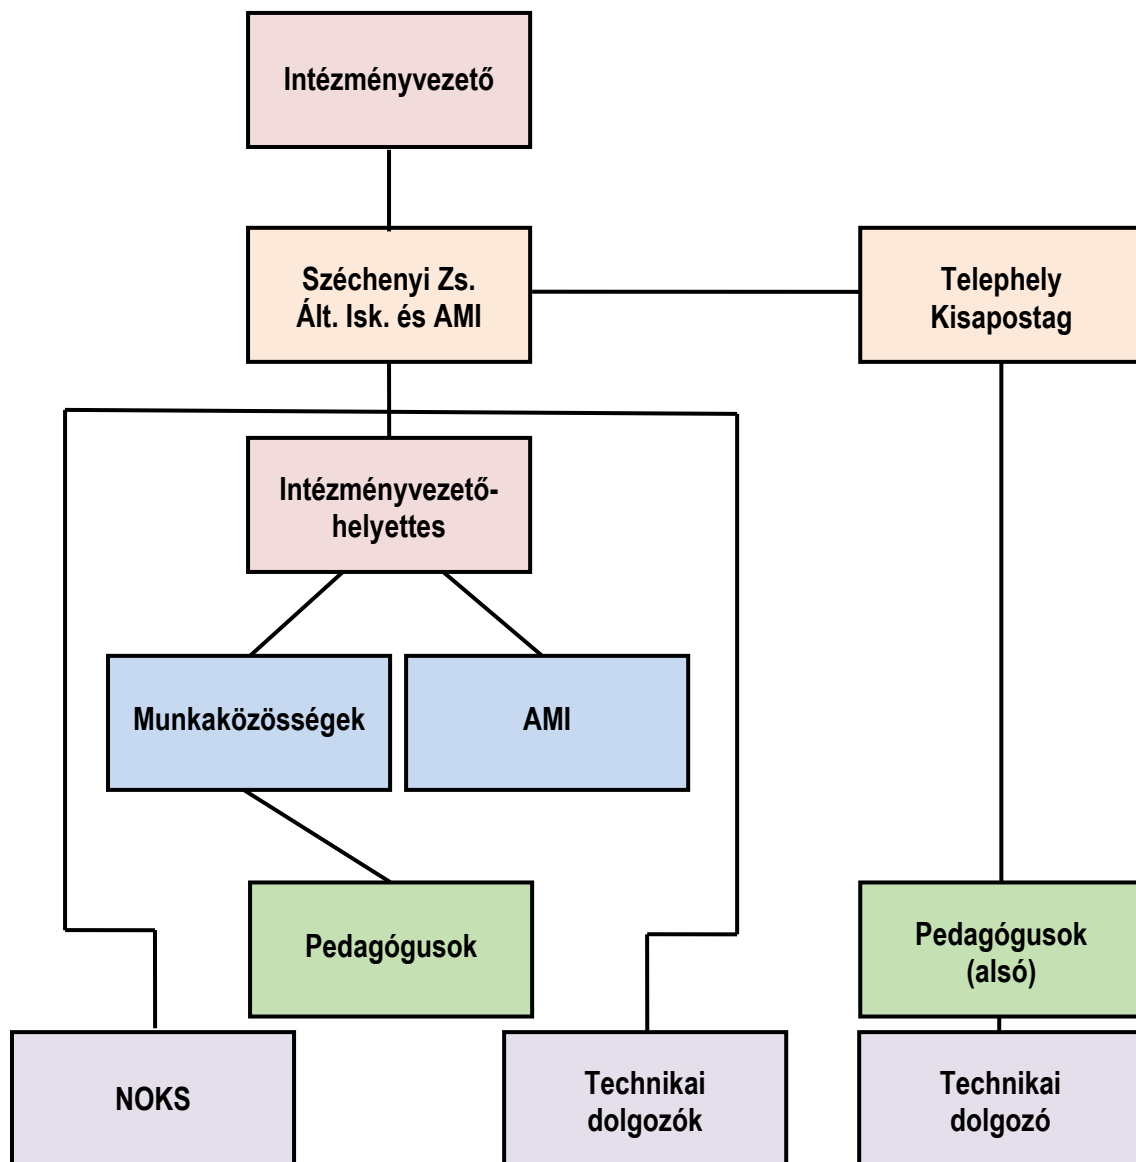 Intézményvezető
Széchenyi Zs.
Ált. Isk. és AMI
Telephely
Kisapostag
Intézményvezető-
helyettes
Munkaközösségek
AMI
Pedagógusok
Pedagógusok
(alsó)
NOKS
Technikai
dolgozók
Technikai
dolgozó